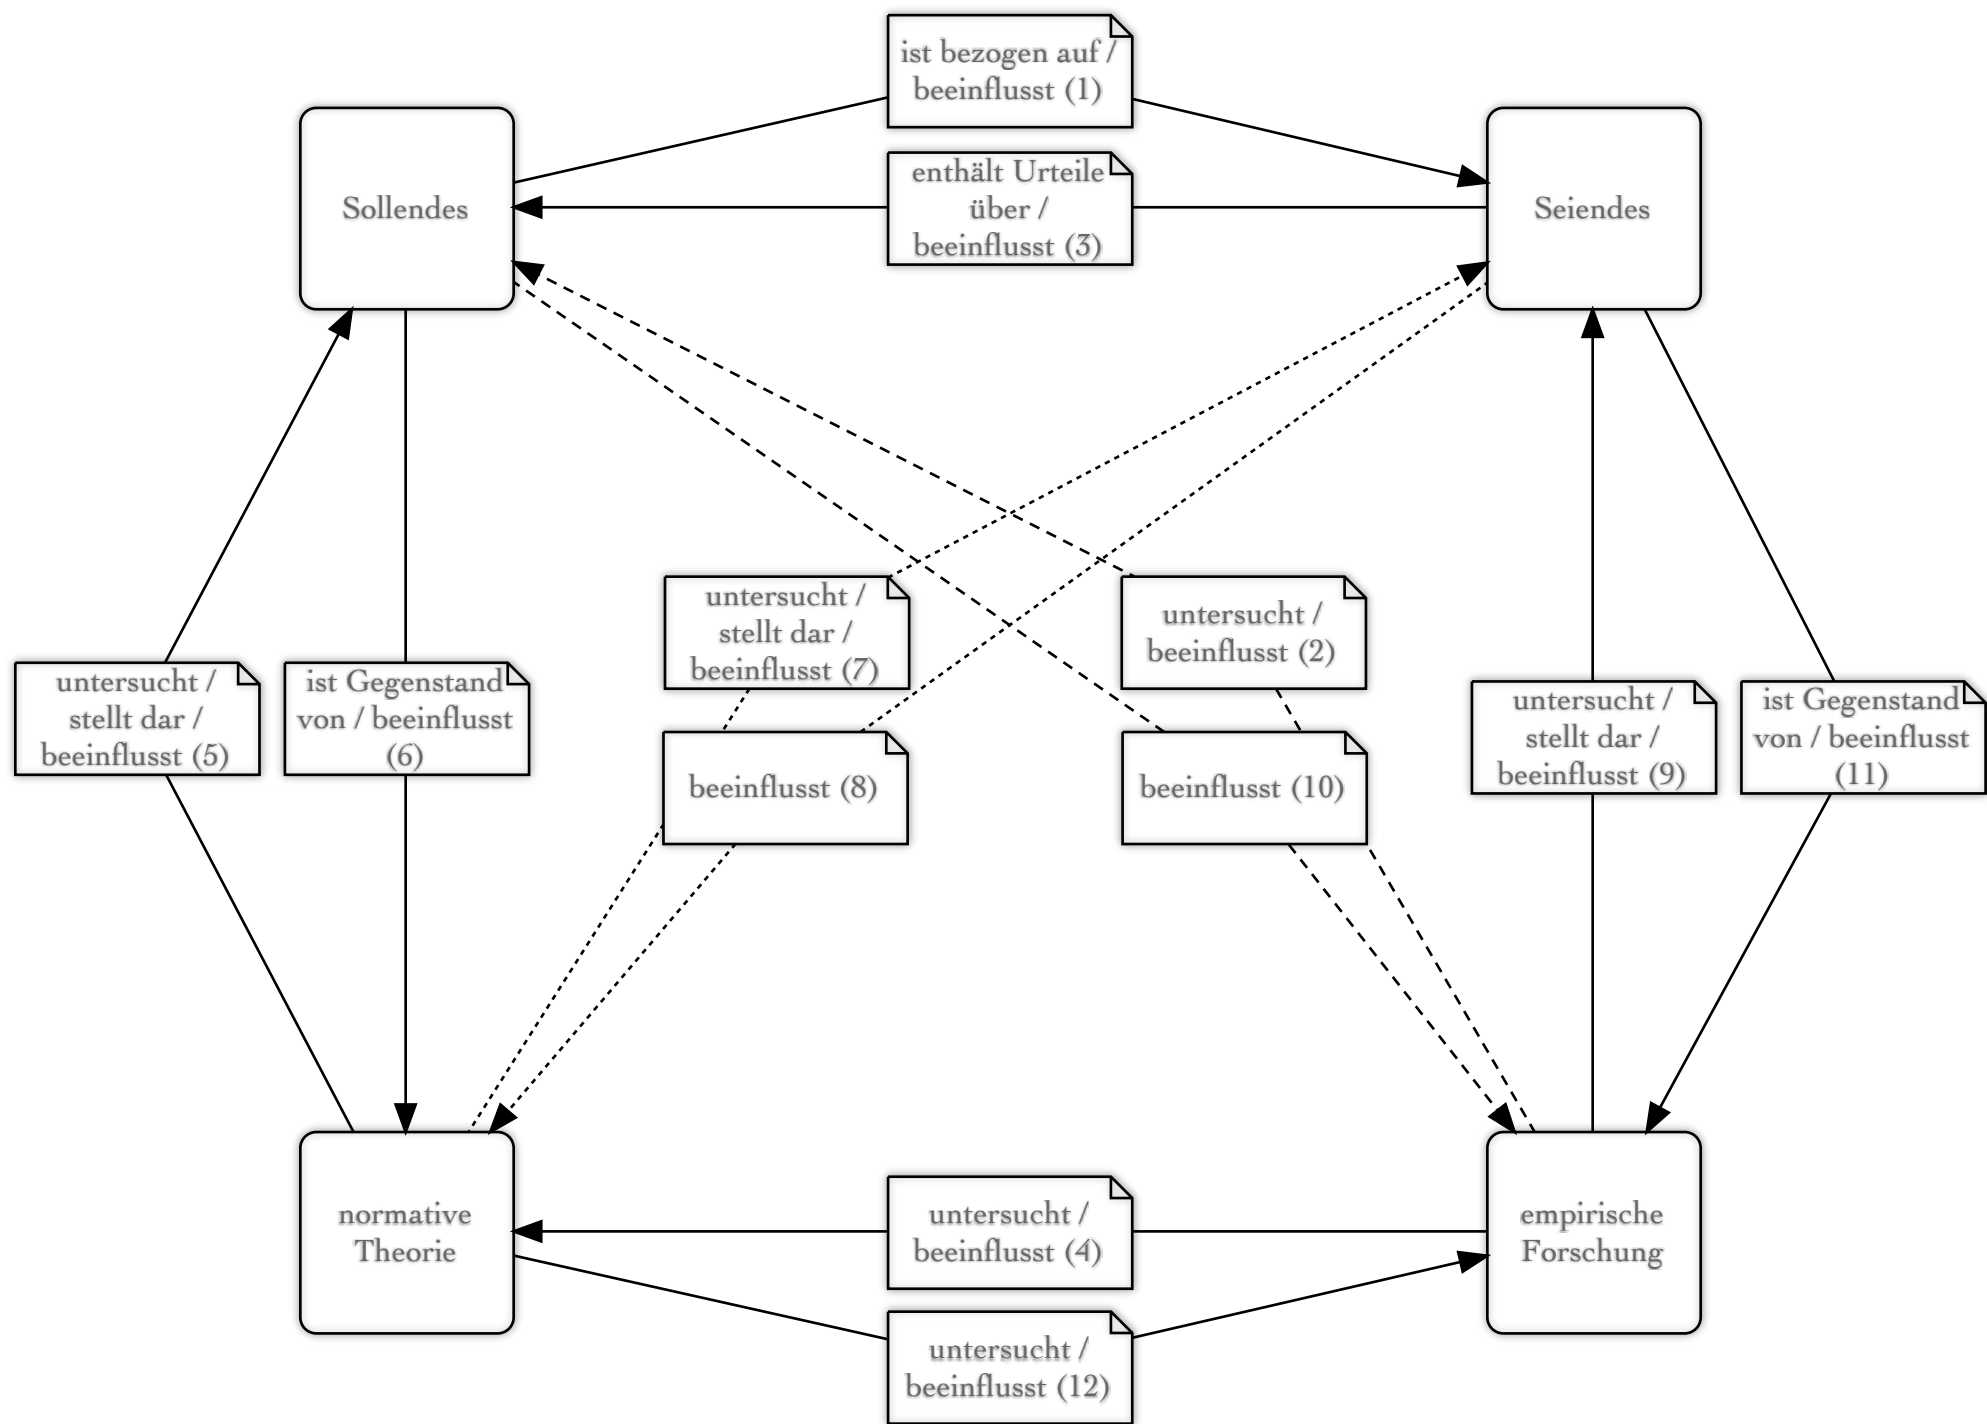 ist bezogen auf /
beeinflusst (1)
Sollendes
enthält Urteile
über /
beeinflusst (3)
Seiendes
untersucht /
stellt dar /
beeinflusst (7)
untersucht /
beeinflusst (2)
untersucht /
stellt dar /
beeinflusst (5)
ist Gegenstand
von / beeinflusst
(6)
untersucht /
stellt dar /
beeinflusst (9)
ist Gegenstand
von / beeinflusst
(11)
beeinflusst (8)
beeinflusst (10)
normative
Theorie
untersucht /
beeinflusst (4)
empirische
Forschung
untersucht /
beeinflusst (12)